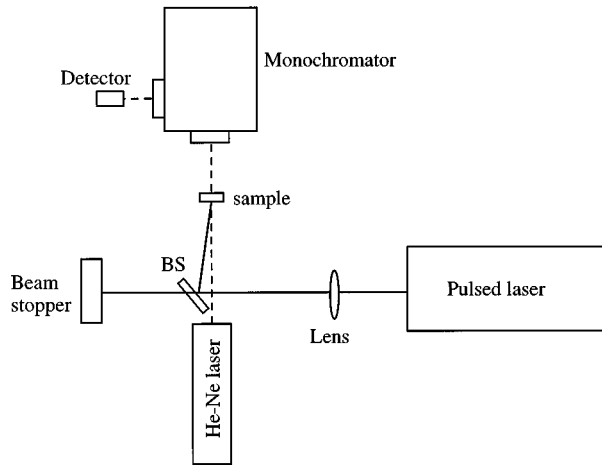 Monochromator
Detector
sample
BS
Beam
stopper
Pulsed laser
Lens
He-Ne laser